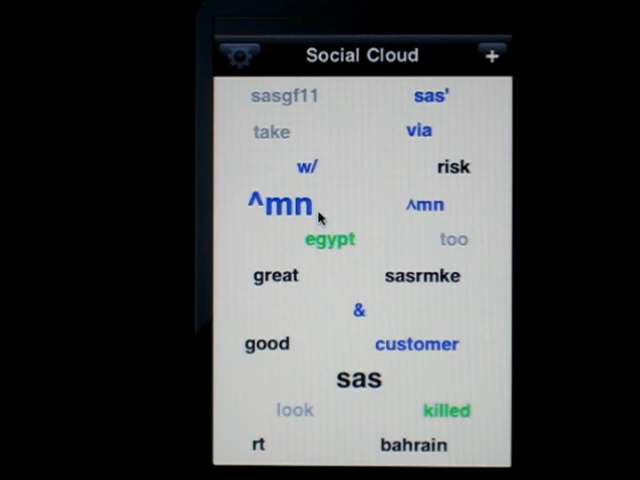 Social Cloud +
sasgf11 sas'
take via
w/ risk
^mn ^mn
egypt too
great sasrmke
&
good customer
sas
look killed
rt bahrain